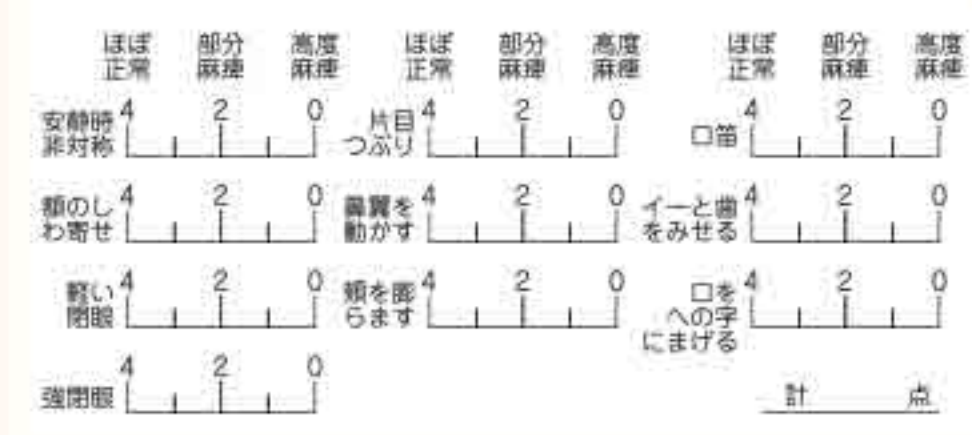 ほぼ 部分 高度 ほぼ 部分 高度 ほぼ 部分 高度
正常 麻痺 麻痺 正常 麻痺 麻痺 正常 麻痺 麻痺
4 2 0 4 2 0 4 2 0
安静時 片目 口笛
非対称 つぶり
4 2 0 4 2 0 4 2 0
額のし 鼻翼を イーと歯
わ寄せ 動かす をみせる
4 2 0 4 2 0 4 2 0
軽い 頬を膨 口を
閉眼 らます への字
にまげる
4 2 0
強閉眼 計 点